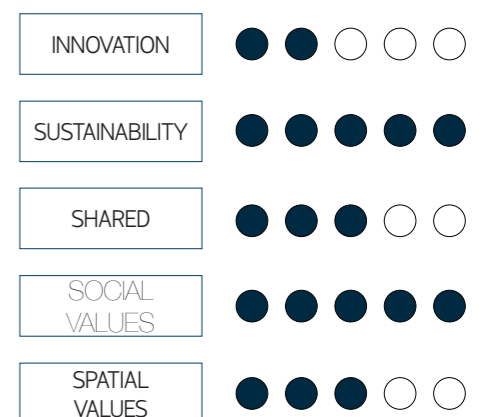 INNOVATION
SUSTAINABILITY
SHARED
SOCIAL
VALUES
SPATIAL
VALUES